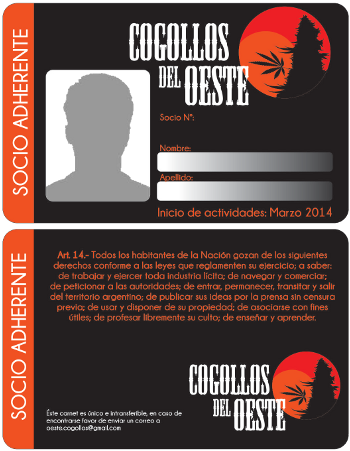 SOCIO ADHERENTE
COGOLLOS
DEL OESTE
Socio N°:
Nombre:
Apellido:
Inicio de actividades: Marzo 2014
SOCIO ADHERENTE
Art. 14.- Todos los habitantes de la Nación gozan de los siguientes
derechos conforme a las leyes que reglamenten su ejercicio; a saber:
de trabajar y ejercer toda industria lícita; de navegar y comerciar;
de peticionar a las autoridades; de entrar, permanecer, transitar y salir
del territorio argentino; de publicar sus ideas por la prensa sin censura
previa; de usar y disponer de su propiedad; de asociarse con fines
útiles; de profesar libremente su culto; de enseñar y aprender.
COGOLLOS
DEL OESTE
Éste carnet es único e intransferible, en caso de
encontrarse favor de enviar un correo a
oeste.cogollos@gmail.com